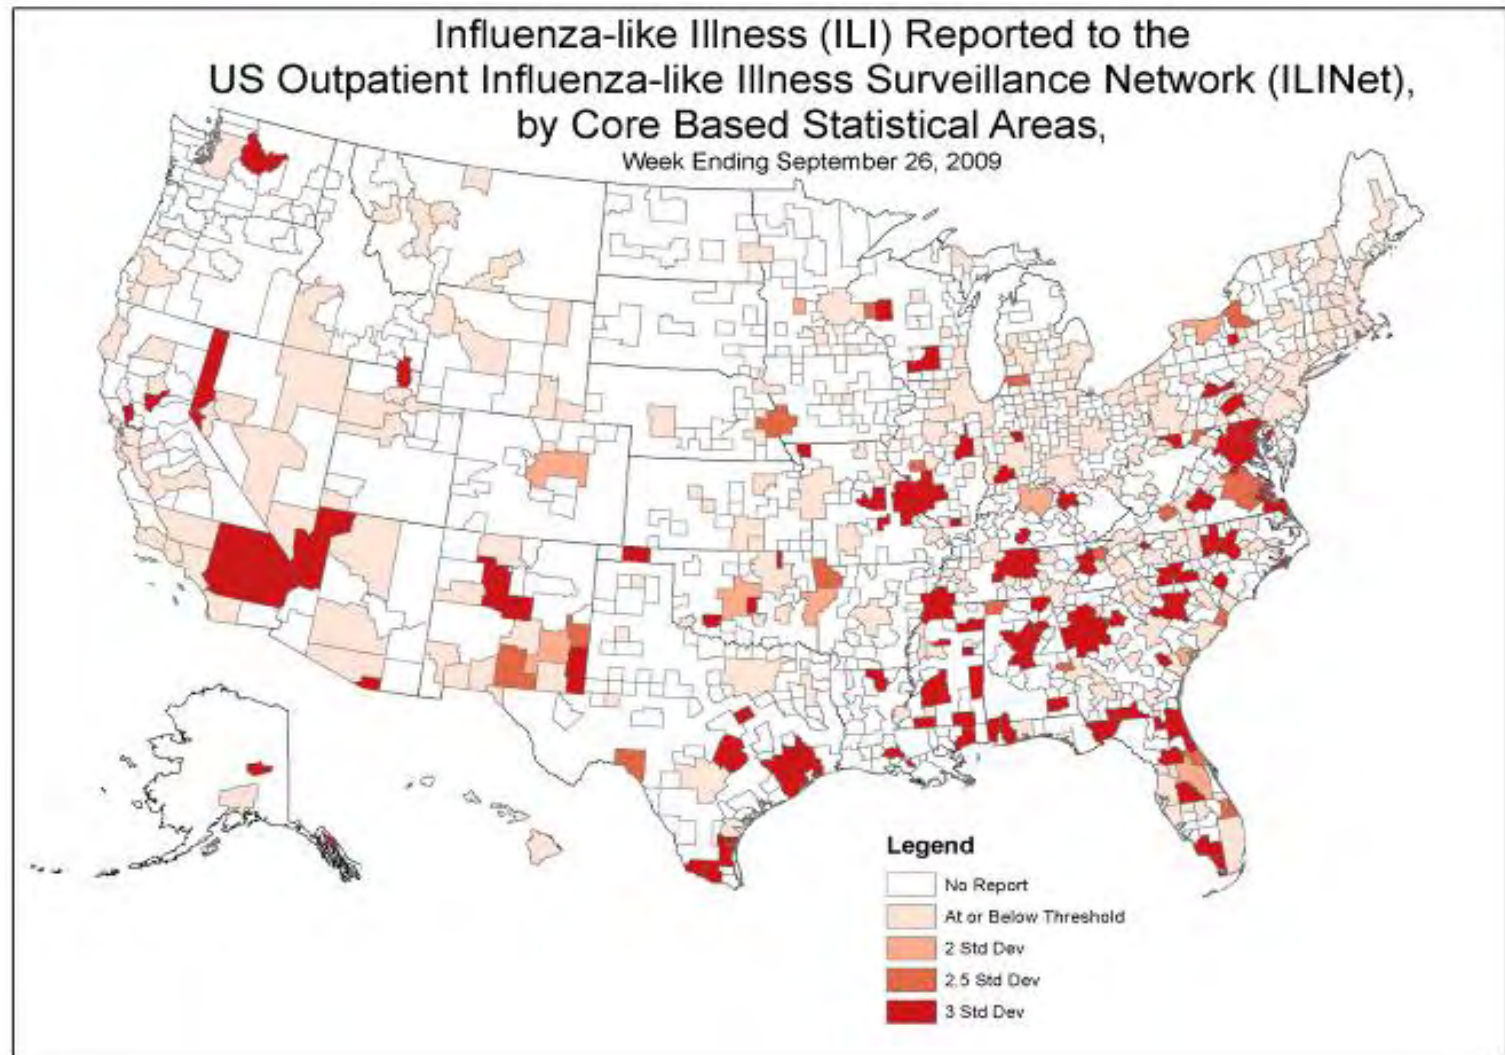 Influenza-like Illness (ILI) Reported to the
US Outpatient Influenza-like Illness Surveillance Network (ILINet),
by Core Based Statistical Areas,
Week Ending September 26, 2009
Legend
No Report
At or Below Threshold
2 Std Dev
2.5 Std Dev
3 Std Dev